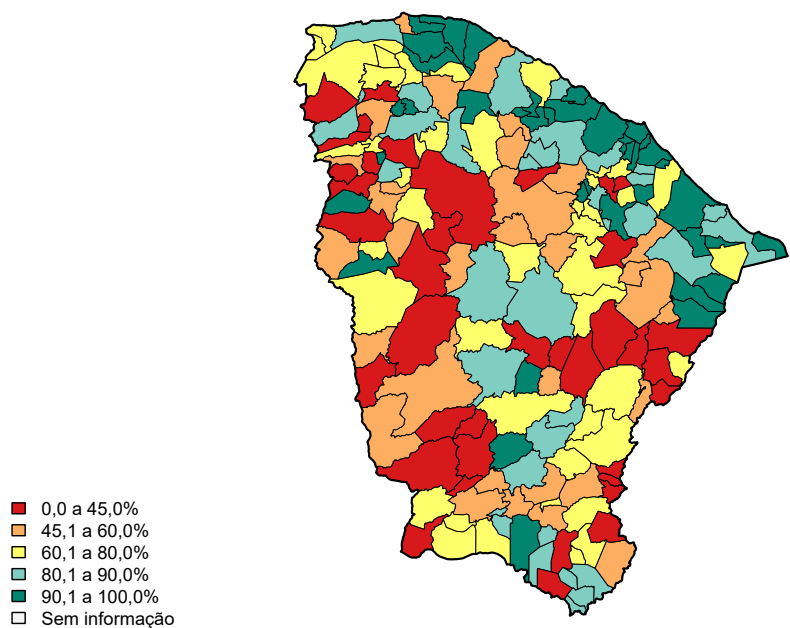 0,0 a 45,0%
45,1 a 60,0%
60,1 a 80,0%
80,1 a 90,0%
90,1 a 100,0%
Sem informação